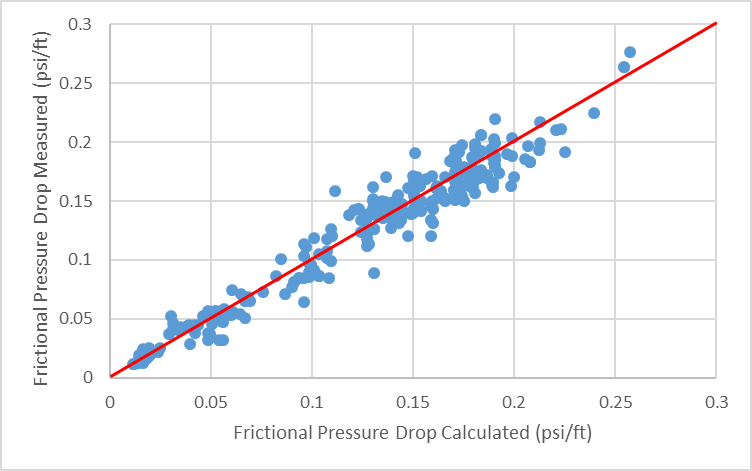 Frictional Pressure Drop Measured (psi/ft)
0.3
0.25
0.2
0.15
0.1
0.05
0
0 0.05 0.1 0.15 0.2 0.25 0.3
Frictional Pressure Drop Calculated (psi/ft)